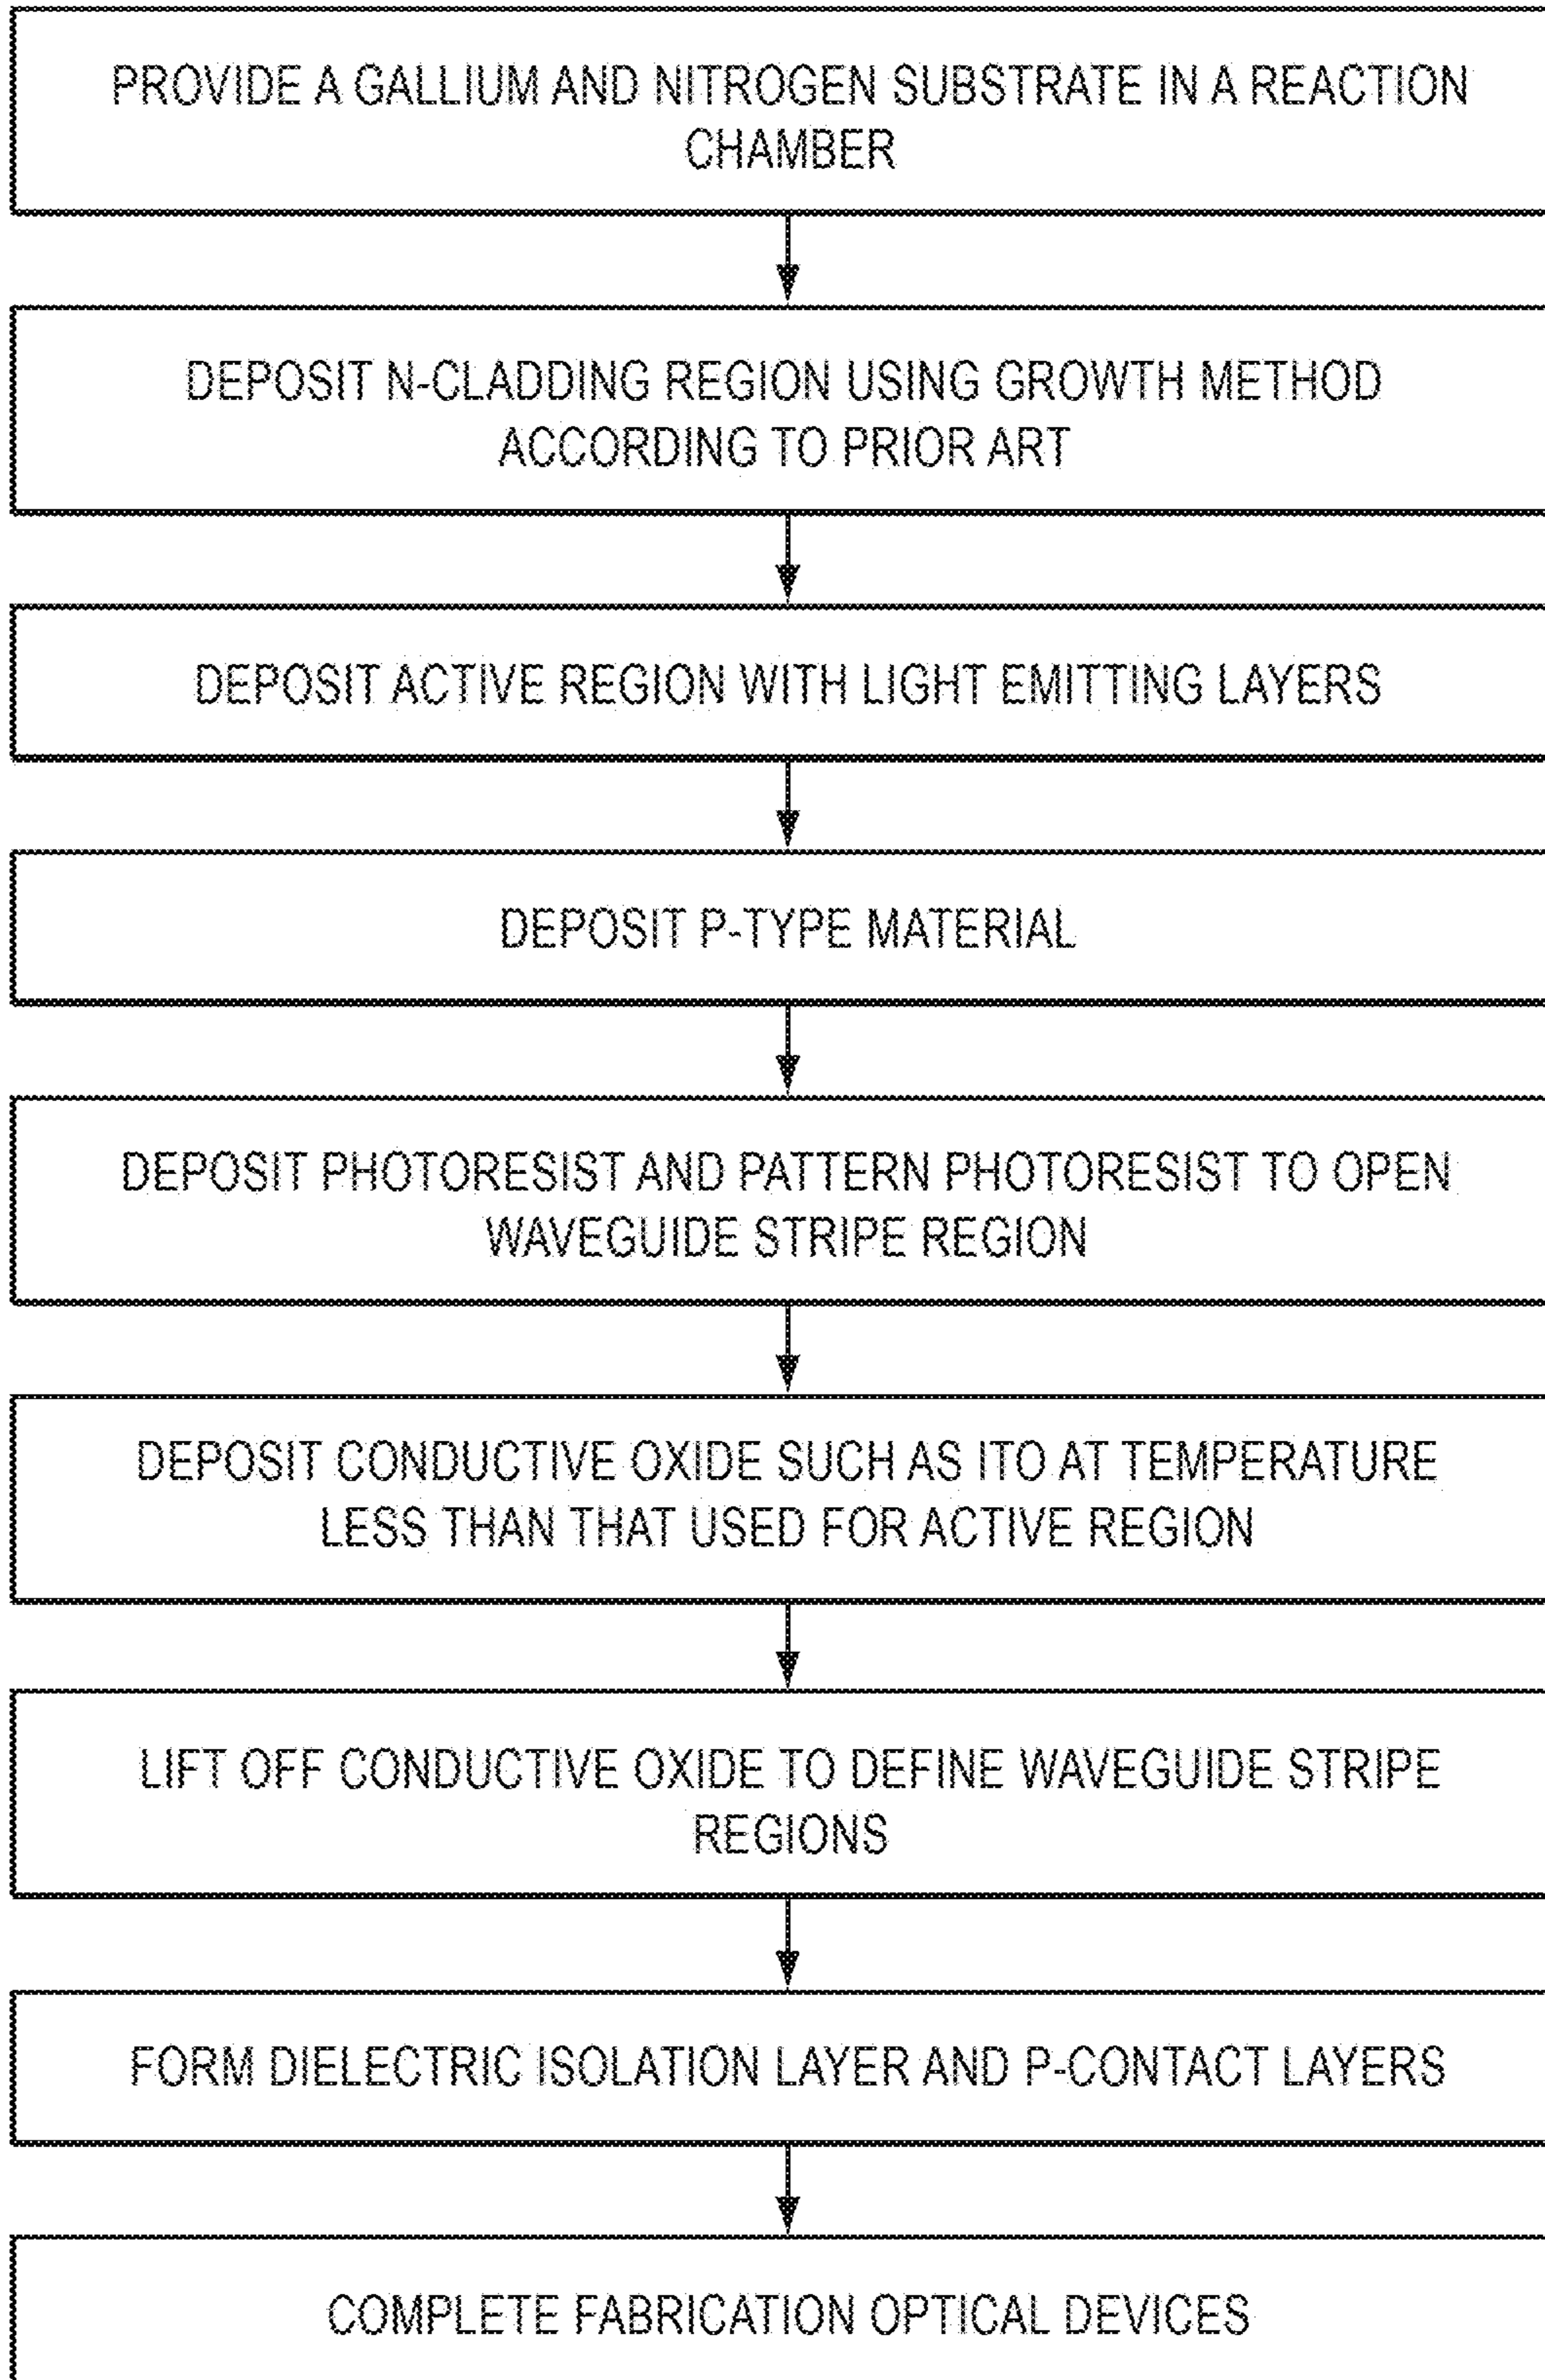 PROVIDE A GALLIUM AND NITROGEN SUBSTRATE IN A REACTION
CHAMBER
DEPOSIT N-CLADDING REGION USING GROWTH METHOD
ACCORDING TO PRIOR ART
DEPOSIT ACTIVE REGION WITH LIGHT EMITTING LAYERS
DEPOSIT P-TYPE MATERIAL
DEPOSIT PHOTORESIST AND PATTERN PHOTORESIST TO OPEN
WAVEGUIDE STRIPE REGION
DEPOSIT CONDUCTIVE OXIDE SUCH AS ITO AT TEMPERATURE
LESS THAN THAT USED FOR ACTIVE REGION
LIFT OFF CONDUCTIVE OXIDE TO DEFINE WAVEGUIDE STRIPE
REGIONS
FORM DIELECTRIC ISOLATION LAYER AND P-CONTACT LAYERS
COMPLETE FABRICATION OPTICAL DEVICES